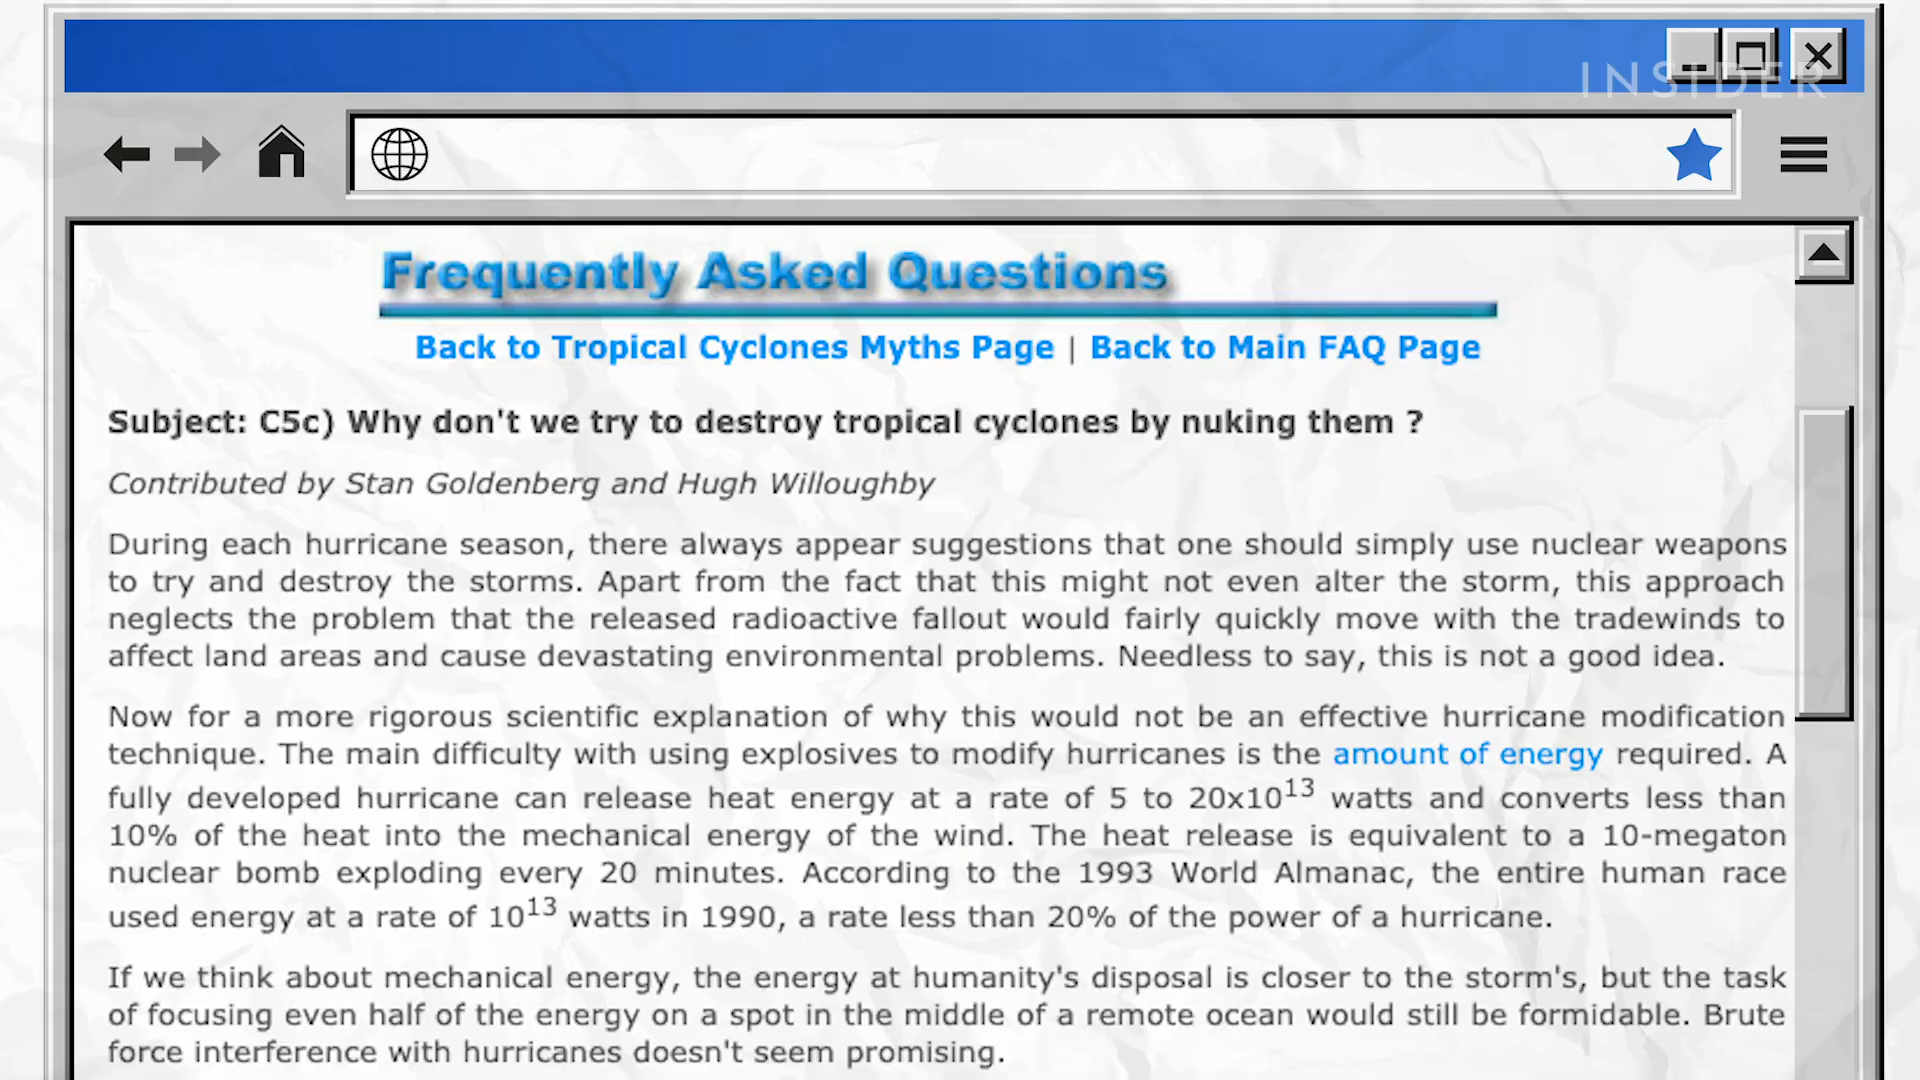 INSIDER
Frequently Asked Questions
Back to Tropical Cyclones Myths Page | Back to Main FAQ Page
Subject: C5c) Why don't we try to destroy tropical cyclones by nuking them ?
Contributed by Stan Goldenberg and Hugh Willoughby
During each hurricane season, there always appear suggestions that one should simply use nuclear weapons
to try and destroy the storms. Apart from the fact that this might not even alter the storm, this approach
neglects the problem that the released radioactive fallout would fairly quickly move with the tradewinds to
affect land areas and cause devastating environmental problems. Needless to say, this is not a good idea.
Now for a more rigorous scientific explanation of why this would not be an effective hurricane modification
technique. The main difficulty with using explosives to modify hurricanes is the amount of energy required. A
fully developed hurricane can release heat energy at a rate of 5 to 20x10¹³ watts and converts less than
10% of the heat into the mechanical energy of the wind. The heat release is equivalent to a 10-megaton
nuclear bomb exploding every 20 minutes. According to the 1993 World Almanac, the entire human race
used energy at a rate of 10¹³ watts in 1990, a rate less than 20% of the power of a hurricane.
If we think about mechanical energy, the energy at humanity's disposal is closer to the storm's, but the task
of focusing even half of the energy on a spot in the middle of a remote ocean would still be formidable. Brute
force interference with hurricanes doesn't seem promising.